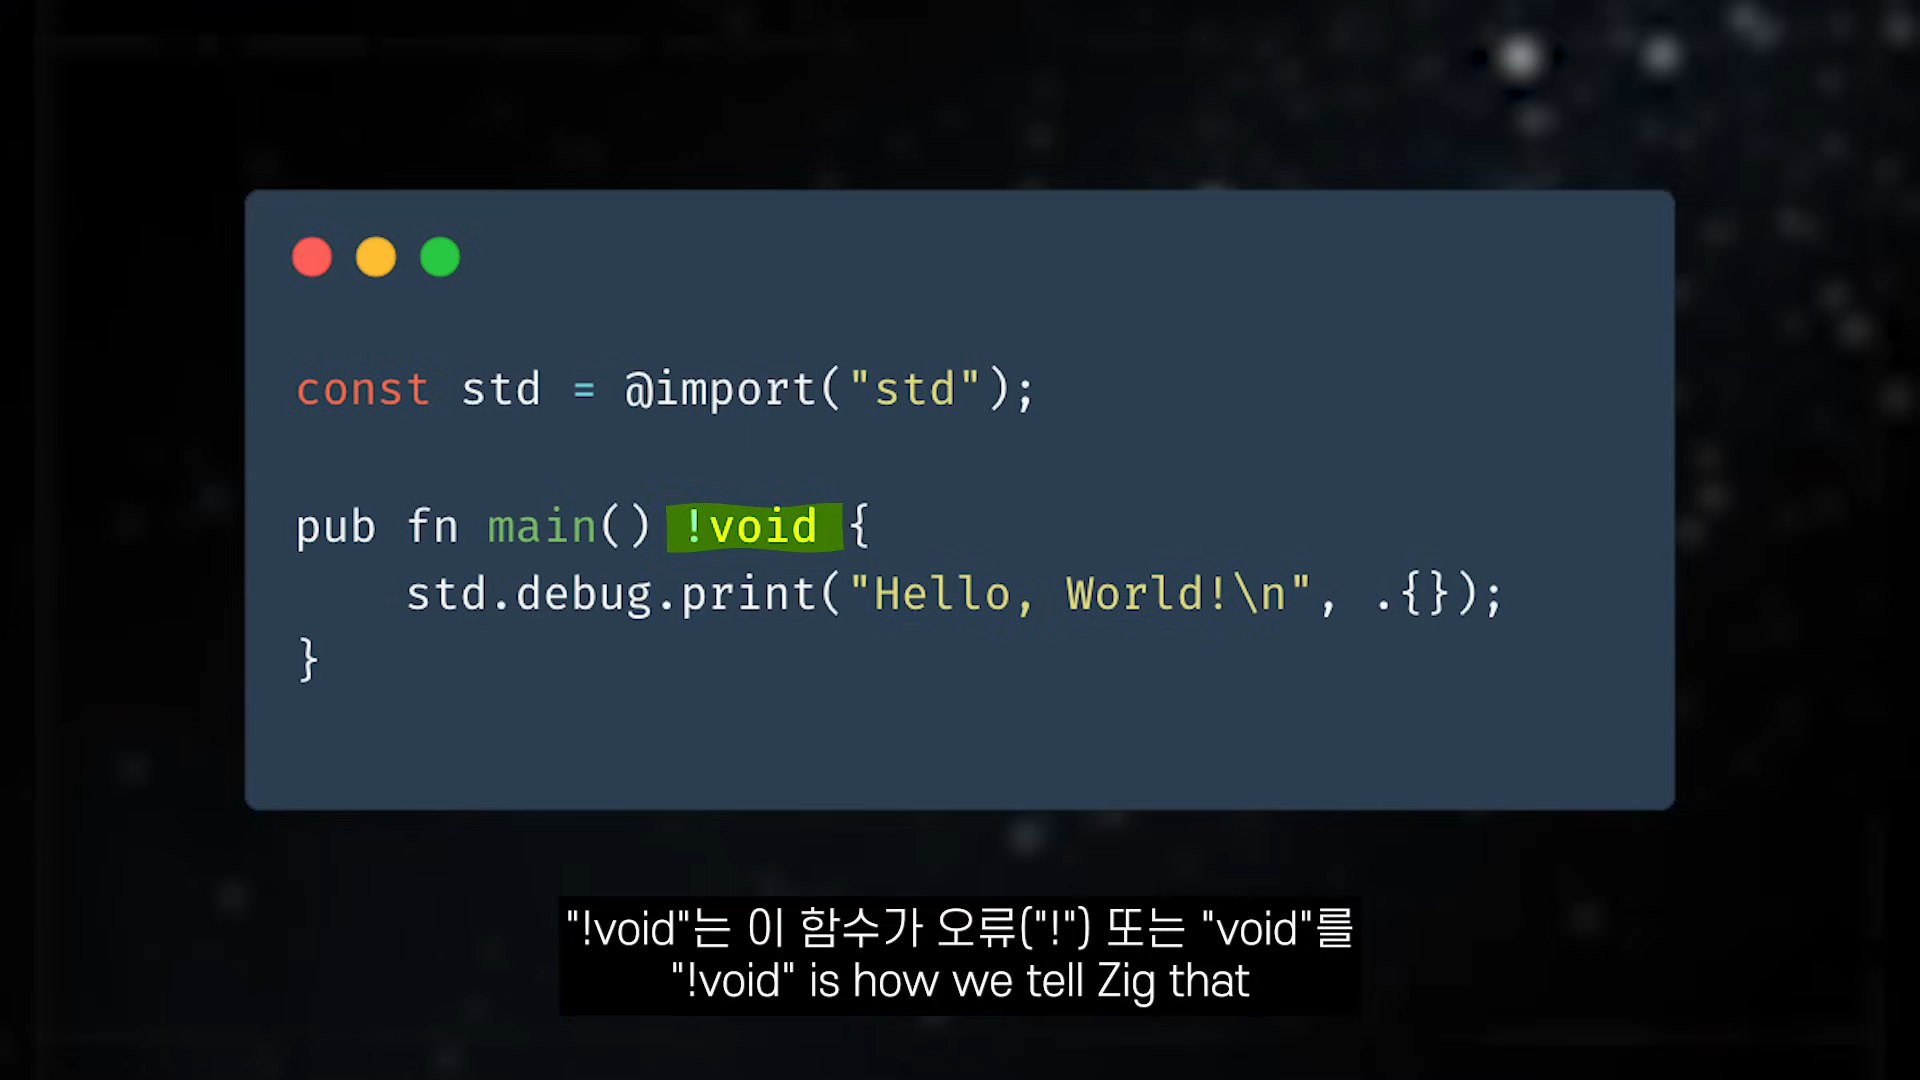 const std = @import("std");
pub fn main() !void {
    std.debug.print("Hello, World!\n", .{});
}
"!void"는 이 함수가 오류("!") 또는 "void"를
"!void" is how we tell Zig that